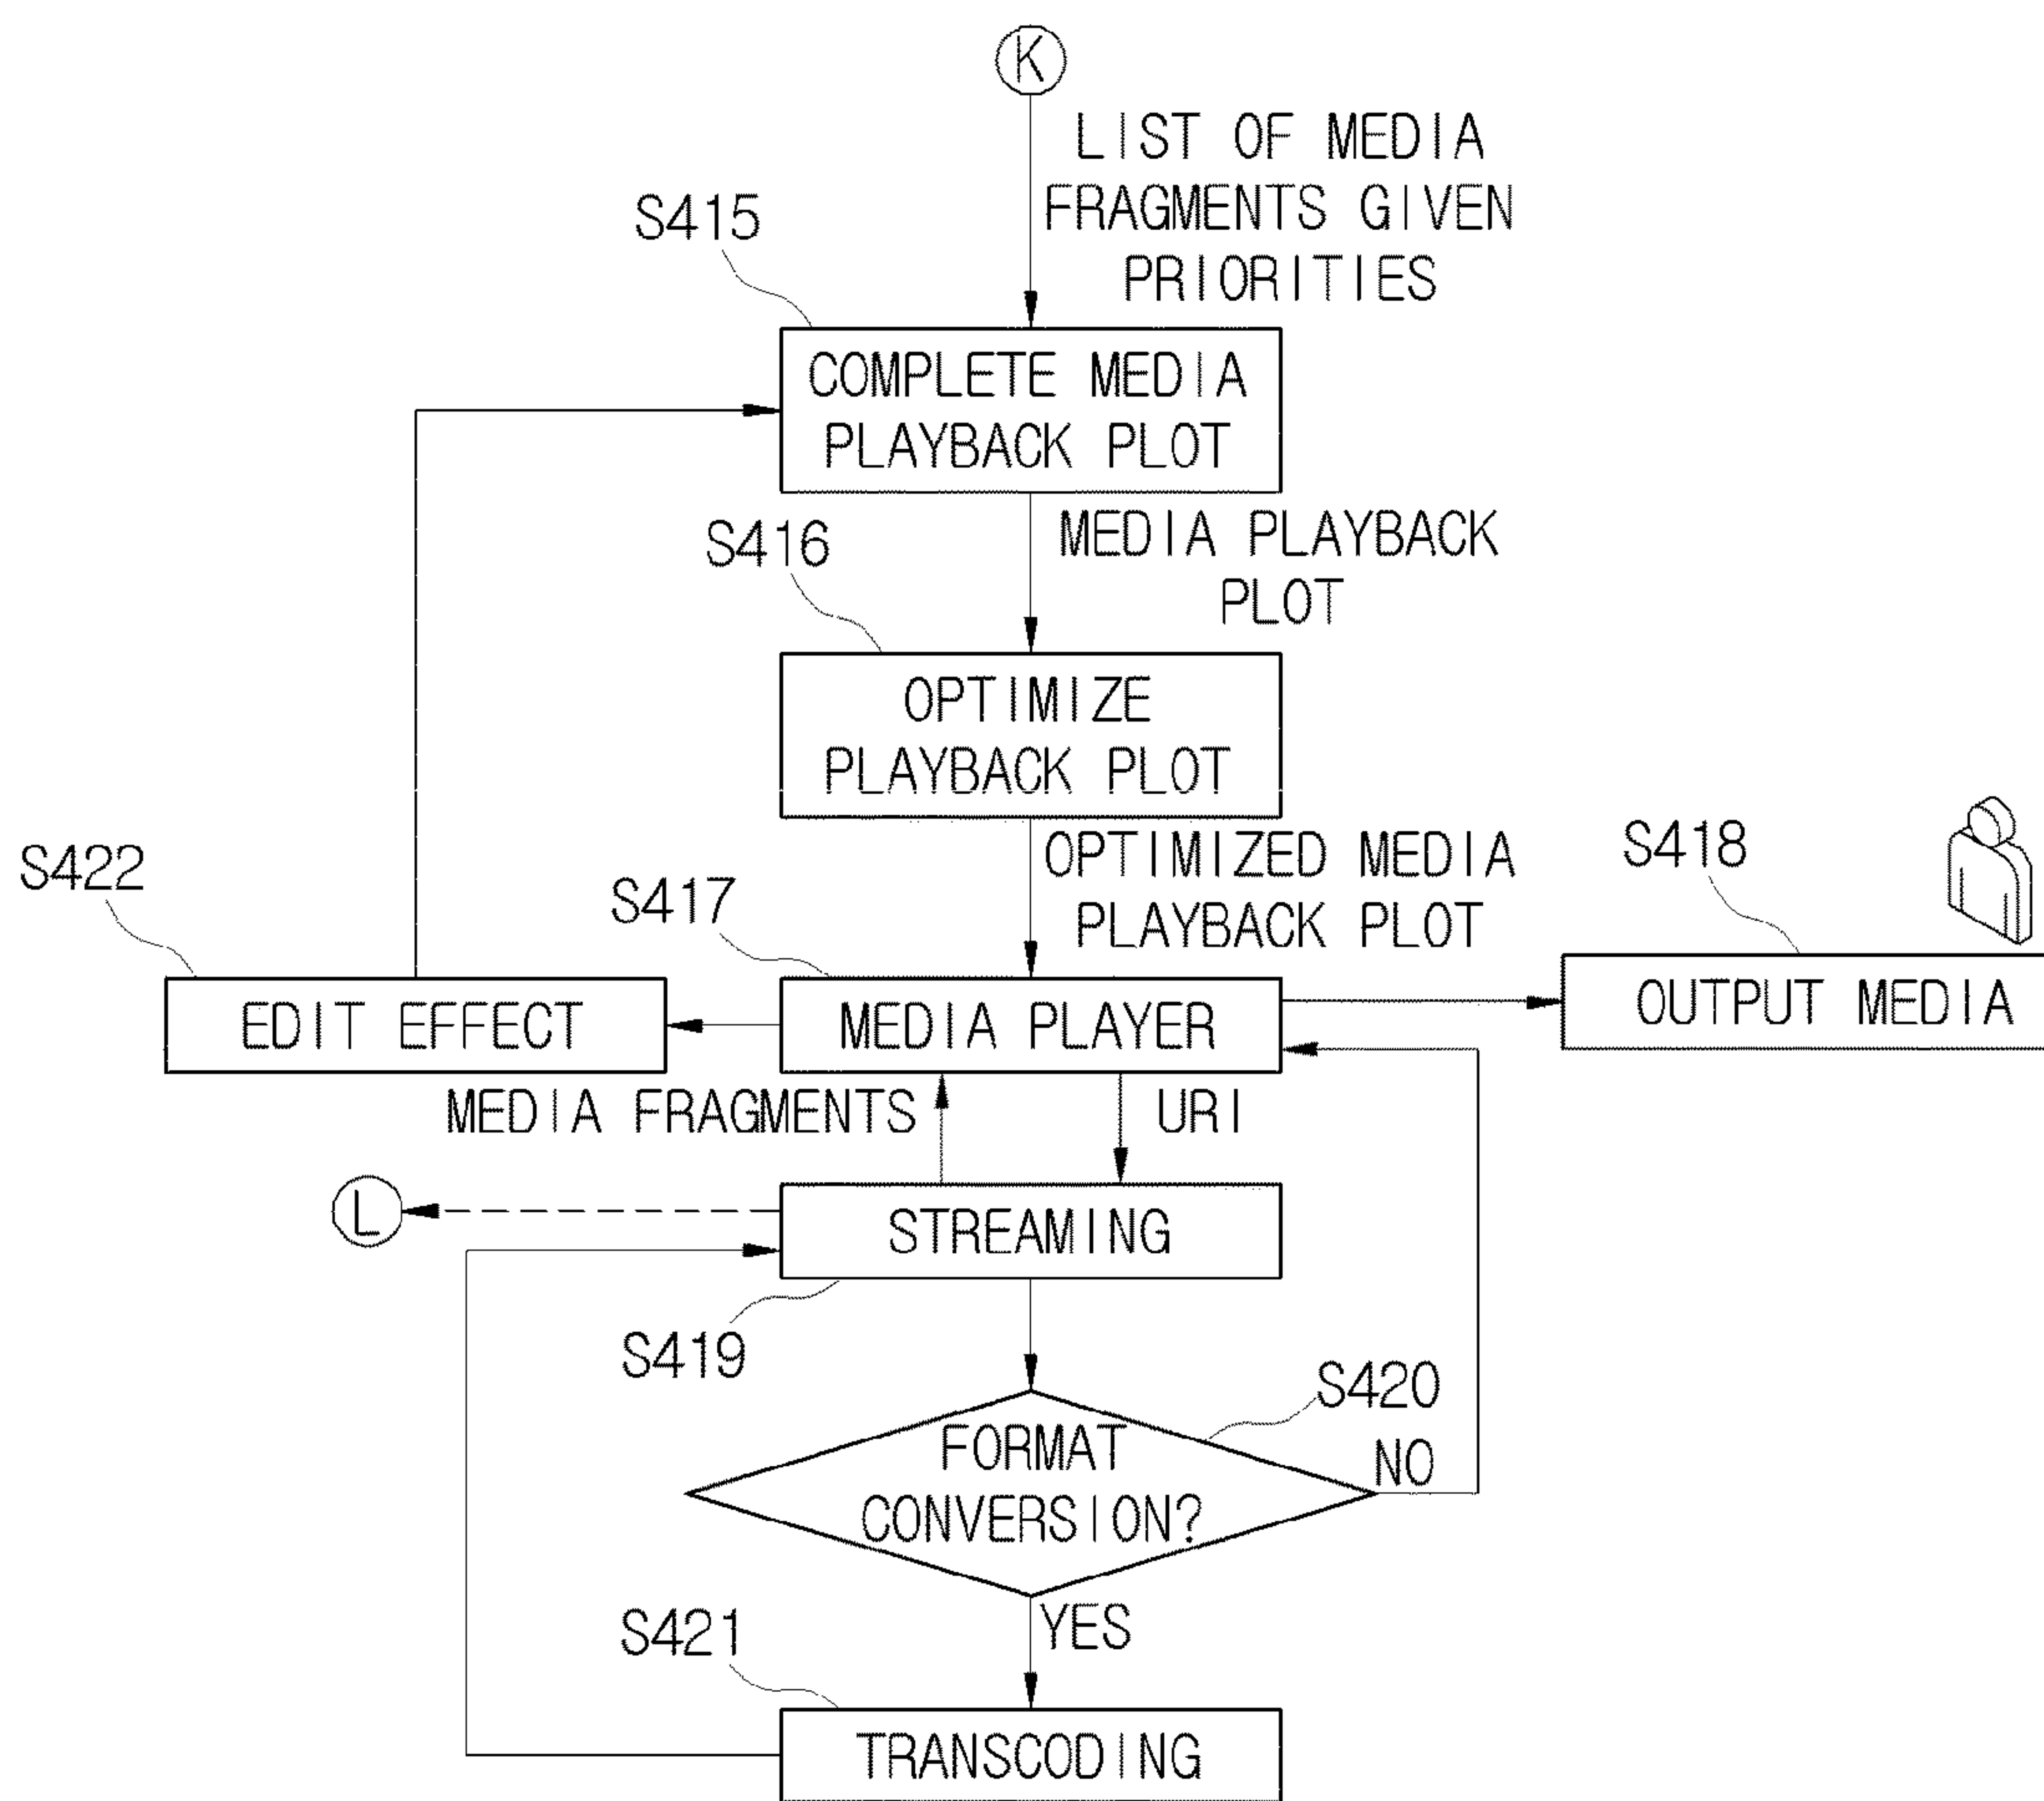 K
LIST OF MEDIA
FRAGMENTS GIVEN
PRIORITIES
S415
COMPLETE MEDIA
PLAYBACK PLOT
S416
MEDIA PLAYBACK
PLOT
OPTIMIZE
PLAYBACK PLOT
S422
S417
OPTIMIZED MEDIA
PLAYBACK PLOT
S418
EDIT EFFECT
MEDIA PLAYER
OUTPUT MEDIA
MEDIA FRAGMENTS
URI
L
STREAMING
S419
S420
FORMAT
CONVERSION?
NO
YES
S421
TRANSCODING